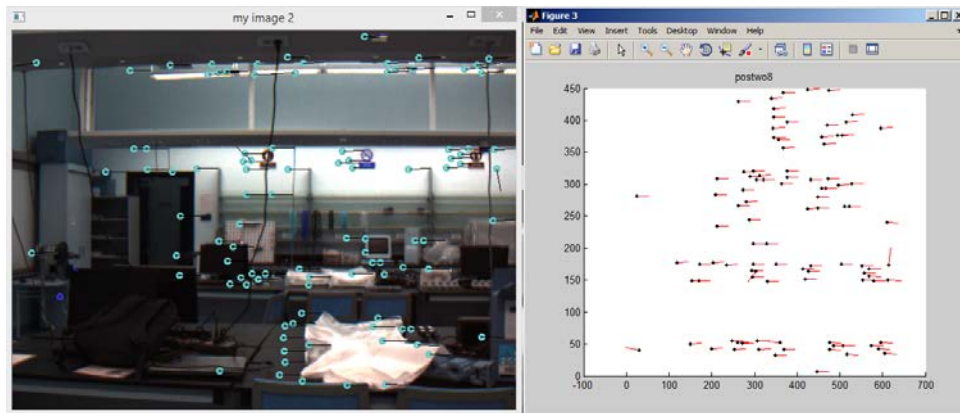 my image 2
Figure 3
File Edit View Insert Tools Desktop Window Help
postwo8
450
400
350
300
250
200
150
100
50
0
-100 0 100 200 300 400 500 600 700